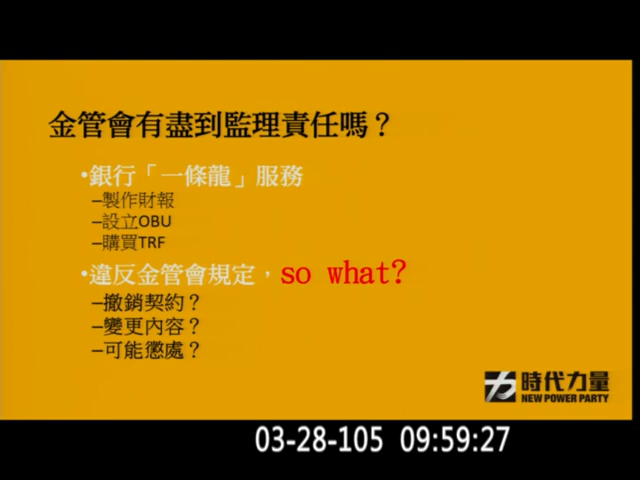 金管會有盡到監理責任嗎？
•銀行「一條龍」服務
–製作財報
–設立OBU
–購買TRF
•違反金管會規定，so what?
–撤銷契約？
–變更內容？
–可能懲處？
時代力量
NEW POWER PARTY
03-28-105 09:59:27